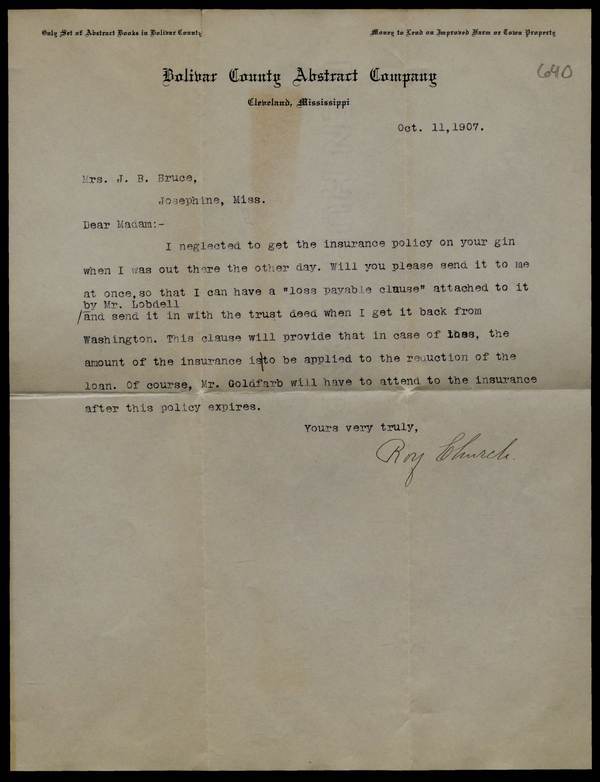 Only Set of Abstract Books in Bolivar County
Money to Lend on Improved Farm or Town Property
Bolivar County Abstract Company
640
Cleveland, Mississippi
Oct. 11,1907.
Mrs. J. B. Bruce,
Josephine, Miss.
Dear Madam:-
I neglected to get the insurance policy on your gin
when I was out there the other day. Will you please send it to me
at once,so that I can have a "loss payable clause" attached to it
by Mr. Lobdell
/and send it in with the trust deed when I get it back from
Washington. This clause will provide that in case of loss, the
amount of the insurance is/to be applied to the reduction of the
loan. Of course, Mr. Goldfarb will have to attend to the insurance
after this policy expires.
Yours very truly,
Roy Church.